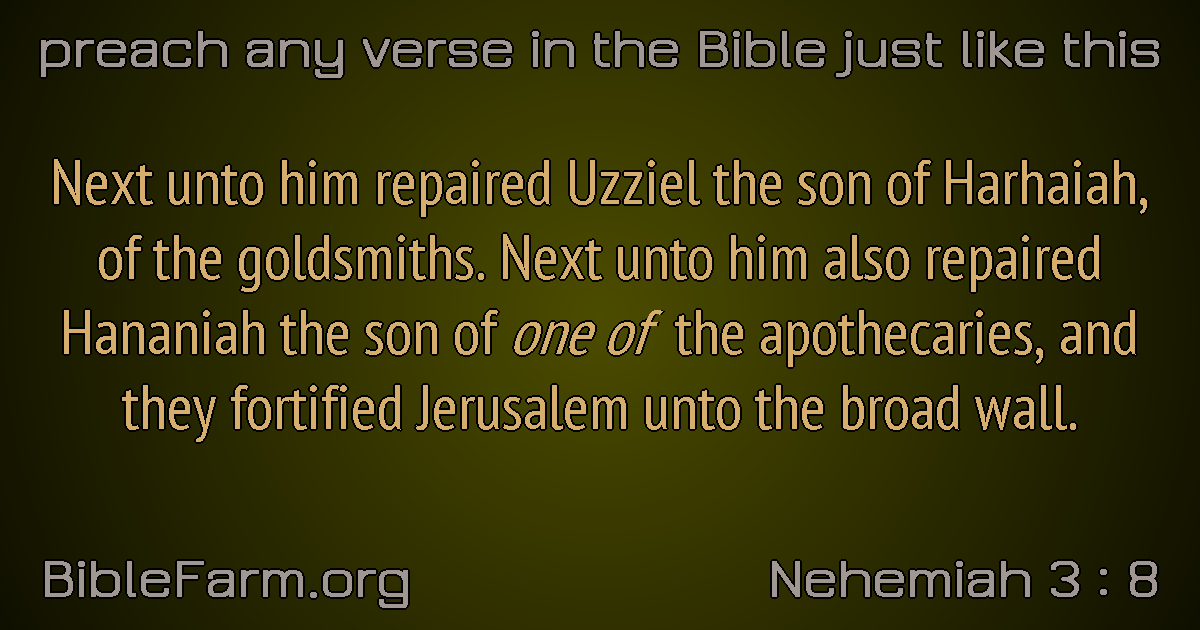 preach any verse in the Bible just like this
Next unto him repaired Uzziel the son of Harhaiah,
of the goldsmiths. Next unto him also repaired
Hananiah the son of one of the apothecaries, and
they fortified Jerusalem unto the broad wall.
BibleFarm.org
Nehemiah 3 : 8